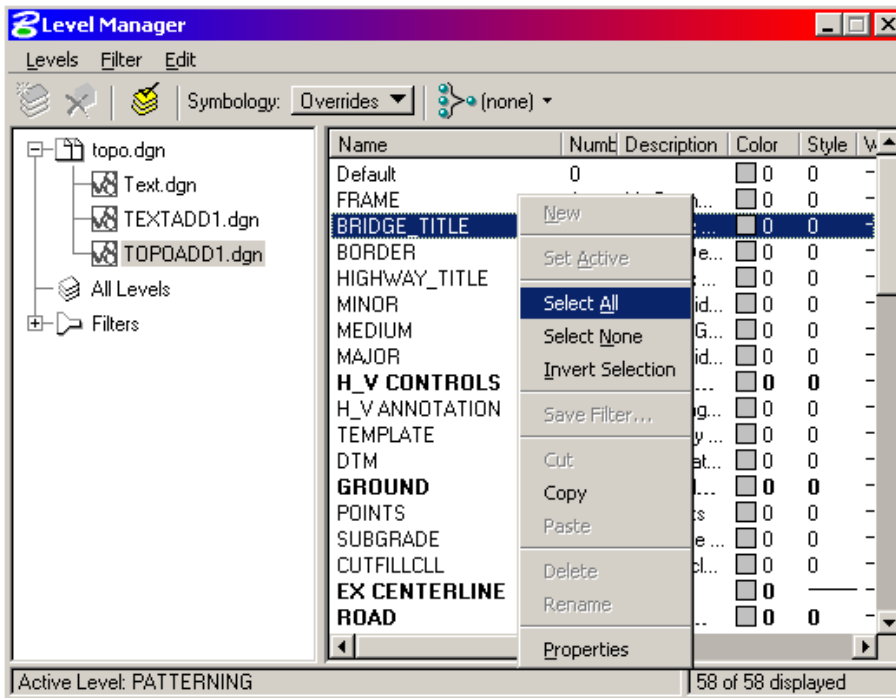 Level Manager
Levels Filter Edit
Symbology: Overrides (none)
topo.dgn
Text.dgn
TEXTADD1.dgn
TOPOADD1.dgn
All Levels
Filters
Name Numb Description Color Style
Default 0 0 0
FRAME 0 0
BRIDGE_TITLE ... 0 0
BORDER e... 0 0
HIGHWAY_TITLE ... 0 0
MINOR id... 0 0
MEDIUM G... 0 0
MAJOR id... 0 0
H_V CONTROLS ... 0 0
H_V ANNOTATION g... 0 0
TEMPLATE y ... 0 0
DTM at... 0 0
GROUND ... 0 0
POINTS s 0 0
SUBGRADE e ... 0 0
CUTFILLCLL cl... 0 0
EX CENTERLINE 0
ROAD .. 0 0
New
Set Active
Select All
Select None
Invert Selection
Save Filter...
Cut
Copy
Paste
Delete
Rename
Properties
Active Level: PATTERNING 58 of 58 displayed